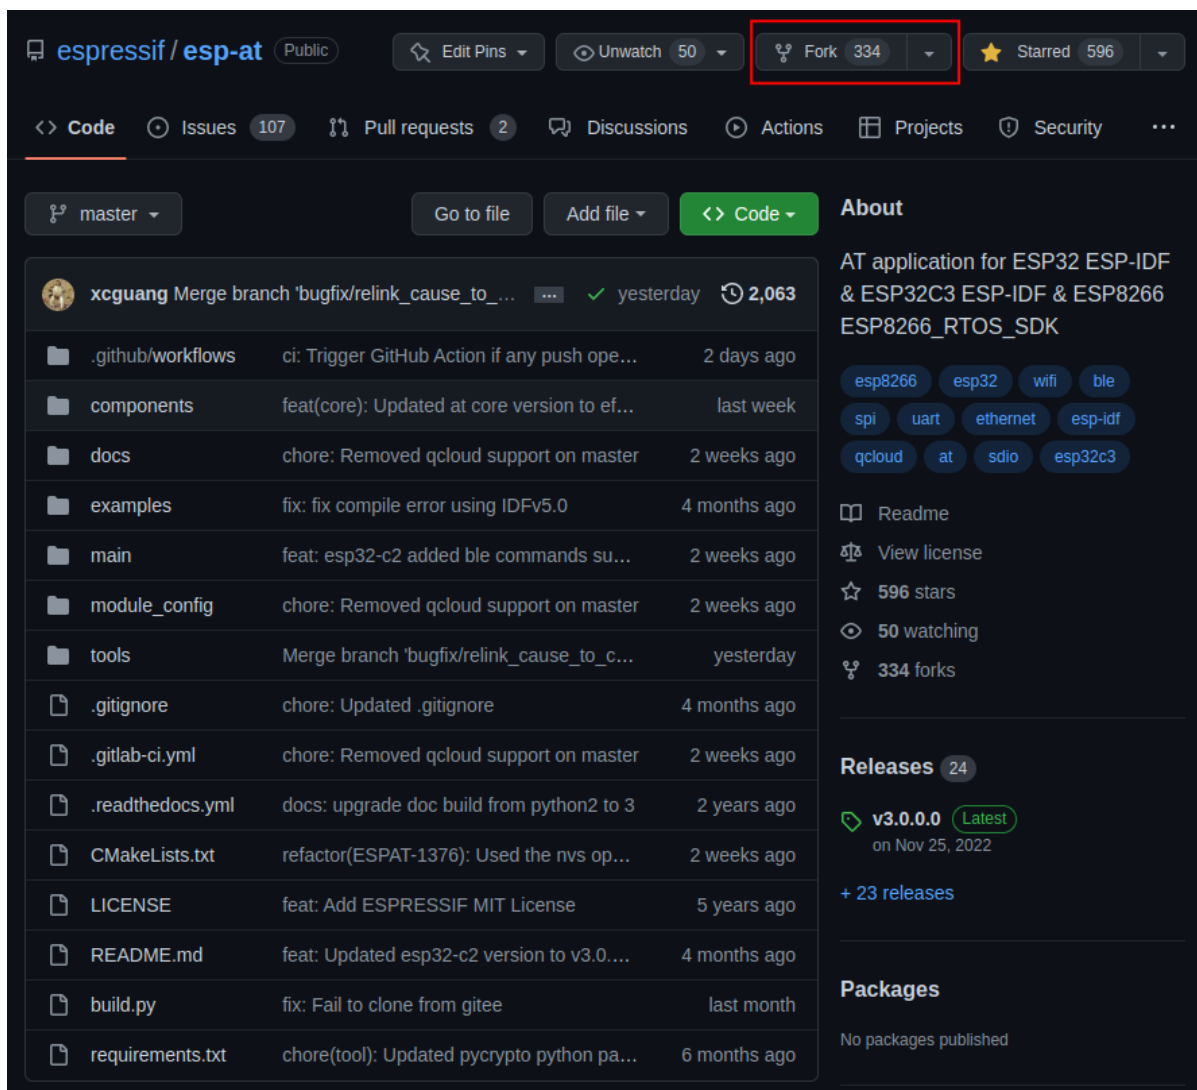 espressif / esp-at Public Edit Pins Unwatch 50 Fork 334 Starred 596
<> Code Issues 107 Pull requests 2 Discussions Actions Projects Security ...
master Go to file Add file <> Code
xcguang Merge branch 'bugfix/relink_cause_to_... ... yesterday 2,063
.github/workflows ci: Trigger GitHub Action if any push ope... 2 days ago
components feat(core): Updated at core version to ef... last week
docs chore: Removed qcloud support on master 2 weeks ago
examples fix: fix compile error using IDFv5.0 4 months ago
main feat: esp32-c2 added ble commands su... 2 weeks ago
module_config chore: Removed qcloud support on master 2 weeks ago
tools Merge branch 'bugfix/relink_cause_to_c... yesterday
.gitignore chore: Updated .gitignore 4 months ago
.gitlab-ci.yml chore: Removed qcloud support on master 2 weeks ago
.readthedocs.yml docs: upgrade doc build from python2 to 3 2 years ago
CMakeLists.txt refactor(ESPAT-1376): Used the nvs op... 2 weeks ago
LICENSE feat: Add ESPRESSIF MIT License 5 years ago
README.md feat: Updated esp32-c2 version to v3.0.... 4 months ago
build.py fix: Fail to clone from gitee last month
requirements.txt chore(tool): Updated pycrypto python pa... 6 months ago
About
AT application for ESP32 ESP-IDF
& ESP32C3 ESP-IDF & ESP8266
ESP8266_RTOS_SDK
esp8266 esp32 wifi ble
spi uart ethernet esp-idf
qcloud at sdio esp32c3
Readme
View license
596 stars
50 watching
334 forks
Releases 24
v3.0.0.0 Latest
on Nov 25, 2022
+ 23 releases
Packages
No packages published